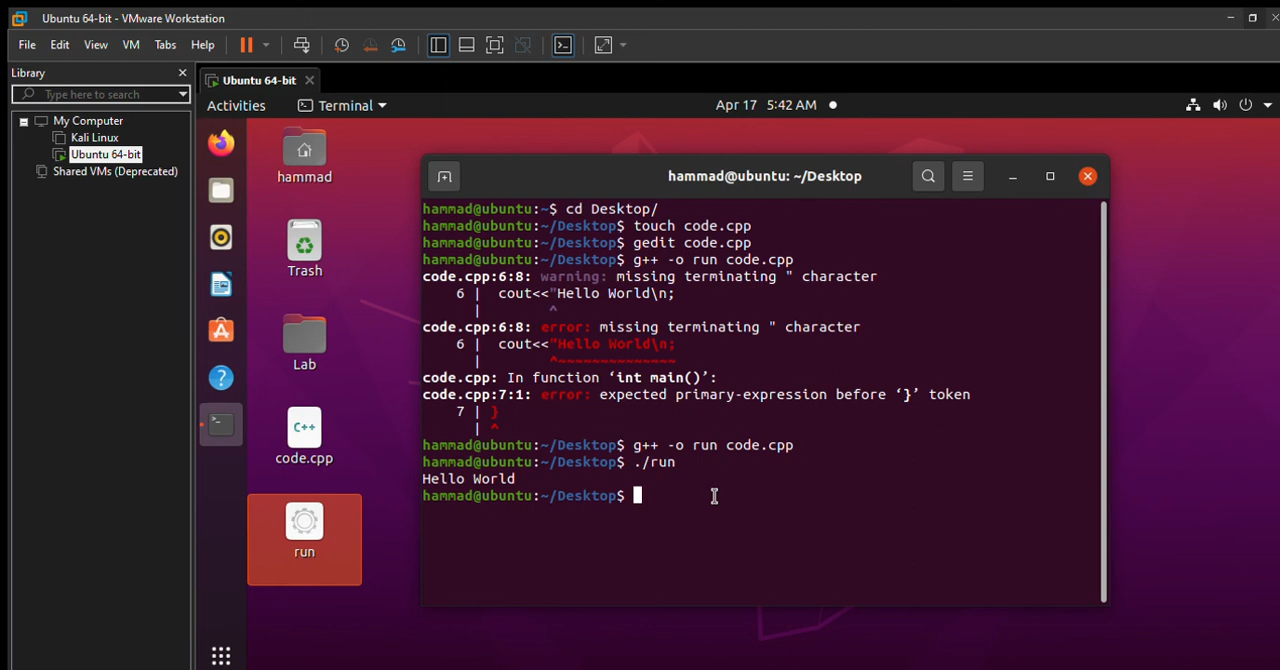 Ubuntu 64-bit - VMware Workstation
File Edit View VM Tabs Help
Library
Type here to search
My Computer
Kali Linux
Ubuntu 64-bit
Shared VMs (Deprecated)
Ubuntu 64-bit
Activities Terminal Apr 17 5:42 AM
hammad
Trash
Lab
C++
code.cpp
run
hammad@ubuntu: ~/Desktop
hammad@ubuntu:~$ cd Desktop/
hammad@ubuntu:~/Desktop$ touch code.cpp
hammad@ubuntu:~/Desktop$ gedit code.cpp
hammad@ubuntu:~/Desktop$ g++ -o run code.cpp
code.cpp:6:8: warning: missing terminating " character
    6 |  cout<<"Hello World\n;
      |        ^
code.cpp:6:8: error: missing terminating " character
    6 |  cout<<"Hello World\n;
      |        ^~~~~~~~~~~~~~~
code.cpp: In function ‘int main()’:
code.cpp:7:1: error: expected primary-expression before ‘}’ token
    7 | }
      | ^
hammad@ubuntu:~/Desktop$ g++ -o run code.cpp
hammad@ubuntu:~/Desktop$ ./run
Hello World
hammad@ubuntu:~/Desktop$